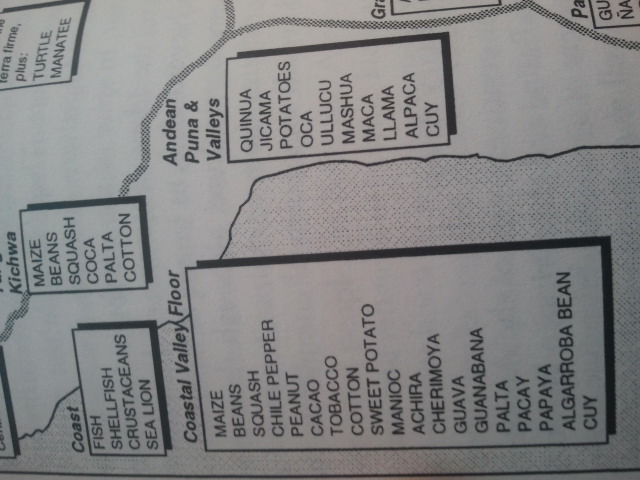 terra firme,
plus:
TURTLE
MANATEE
Kichwa
MAIZE
BEANS
SQUASH
COCA
PALTA
COTTON
Coast
FISH
SHELLFISH
CRUSTACEANS
SEA LION
Andean
Puna &
Valleys
QUINUA
JICAMA
POTATOES
OCA
ULLUCU
MASHUA
MACA
LLAMA
ALPACA
CUY
Coastal Valley Floor
MAIZE
BEANS
SQUASH
CHILE PEPPER
PEANUT
CACAO
TOBACCO
COTTON
SWEET POTATO
MANIOC
ACHIRA
CHERIMOYA
GUAVA
GUANABANA
PALTA
PACAY
PAPAYA
ALGARROBA BEAN
CUY